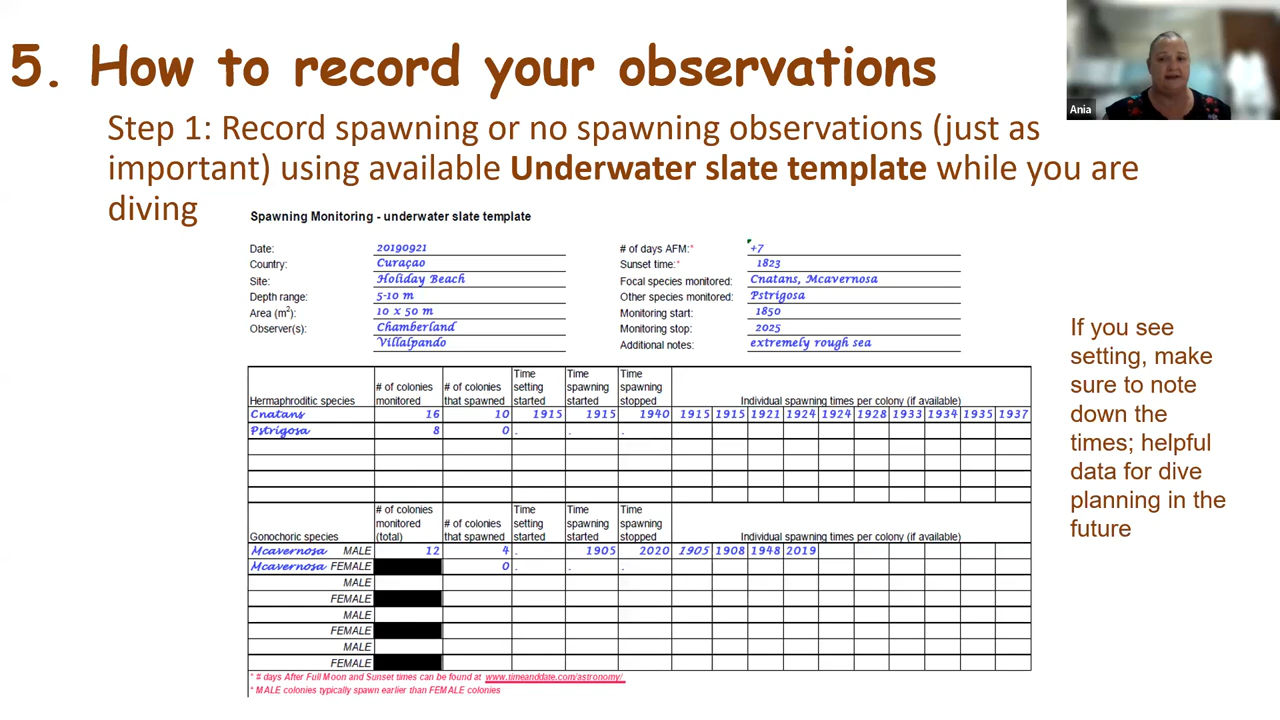 5. How to record your observations
Ania
Step 1: Record spawning or no spawning observations (just as
important) using available Underwater slate template while you are
diving
Spawning Monitoring - underwater slate template
Date: 20190921 # of days AFM:* +7
Country: Curaçao Sunset time:* 1823
Site: Holiday Beach Focal species monitored: Cnatans, Mcavernosa
Depth range: 5-10 m Other species monitored: Pstrigosa
Area (m²): 10 x 50 m Monitoring start: 1850
Observer(s): Chamberland Monitoring stop: 2025
Villalpando Additional notes: extremely rough sea
Time Time Time
# of colonies # of colonies setting spawning spawning
Hermaphroditic species monitored that spawned started started stopped Individual spawning times per colony (if available)
Cnatans 16 10 1915 1915 1940 1915 1915 1921 1924 1924 1928 1933 1934 1935 1937
Pstrigosa 8 0 . . .
# of colonies Time Time Time
monitored # of colonies setting spawning spawning
Gonochoric species (total) that spawned started started stopped Individual spawning times per colony (if available)
Mcavernosa MALE 12 4 . 1905 2020 1905 1908 1948 2019
Mcavernosa FEMALE 0 . . .
MALE
FEMALE
MALE
FEMALE
MALE
FEMALE
* # days After Full Moon and Sunset times can be found at www.timeanddate.com/astronomy/
* MALE colonies typically spawn earlier than FEMALE colonies
If you see
setting, make
sure to note
down the
times; helpful
data for dive
planning in the
future